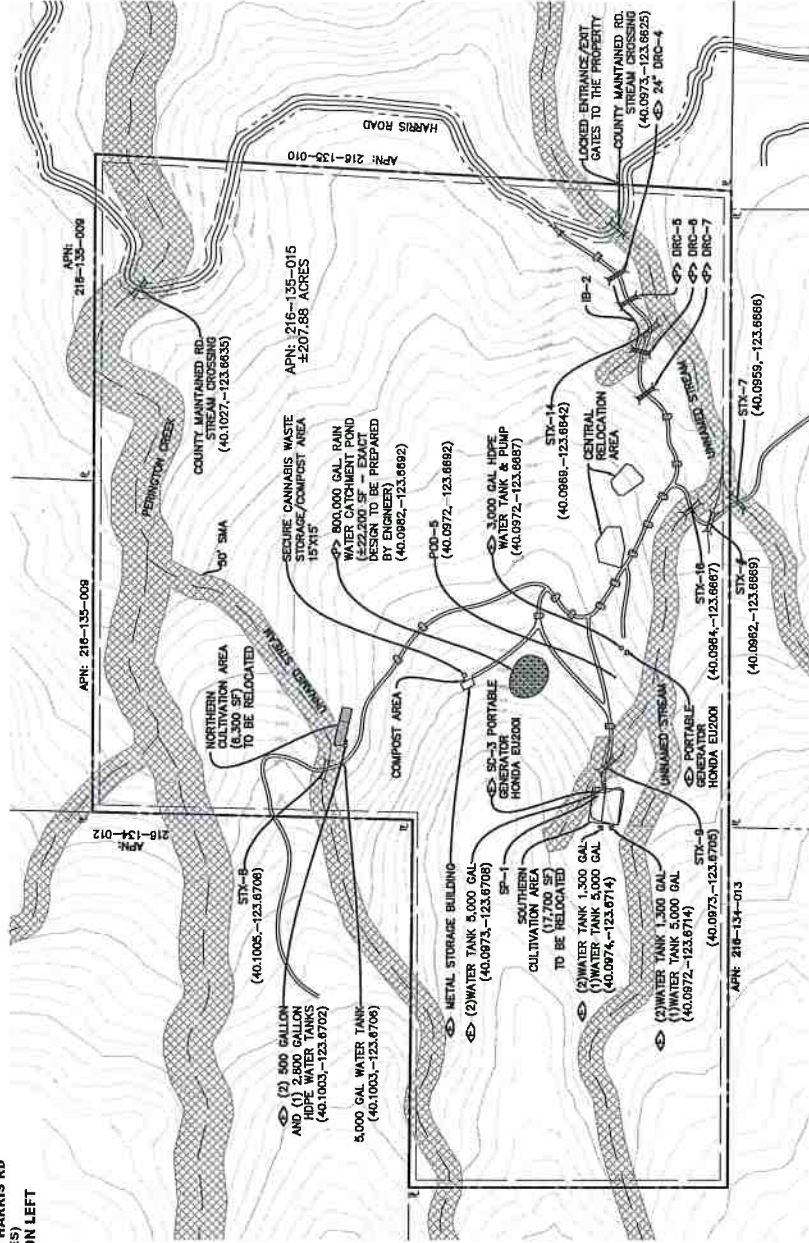 HARRIS RD
ES)
ON LEFT
APN:
216-135-009
APN: 216-135-009
APN: 216-135-010
HARRIS ROAD
PERINGTON CREEK
COUNTY MAINTAINED RD.
STREAM CROSSING
(40.1027,-123.6635)
APN: 216-135-015
±207.88 ACRES
50' SMA
UNNAMED STREAM
NORTHERN
CULTIVATION AREA
(6,300 SF)
TO BE RELOCATED
APN:
216-134-012
STX-8
(40.1005,-123.6706)
<E> (2) 500 GALLON
AND (1) 2,800 GALLON
HDPE WATER TANKS
(40.1003,-123.6702)
5,000 GAL WATER TANK
(40.1003,-123.6706)
SECURE CANNABIS WASTE
STORAGE/COMPOST AREA
15'X15'
<P> 800,000 GAL. RAIN
WATER CATCHMENT POND
(±22,200 SF - EXACT
DESIGN TO BE PREPARED
BY ENGINEER)
(40.0982,-123.6692)
POD-5
(40.0972,-123.6692)
<E> 3,000 GAL HDPE
WATER TANK & PUMP
(40.0972,-123.6687)
COMPOST AREA
<E> METAL STORAGE BUILDING
<E> (2)WATER TANK 5,000 GAL
(40.0973,-123.6708)
<E> SC-3 PORTABLE
GENERATOR
HONDA EU200I
SP-1
SOUTHERN
CULTIVATION AREA
(17,700 SF)
TO BE RELOCATED
<E> (2)WATER TANK 1,300 GAL
(1)WATER TANK 5,000 GAL
(40.0974,-123.6714)
<E> (2)WATER TANK 1,300 GAL
(1)WATER TANK 5,000 GAL
(40.0972,-123.6714)
STX-9
(40.0973,-123.6705)
UNNAMED STREAM
<E> PORTABLE
GENERATOR
HONDA EU200I
APN: 216-134-013
LOCKED ENTRANCE/EXIT
GATES TO THE PROPERTY
COUNTY MAINTAINED RD.
STREAM CROSSING
(40.0973,-123.6625)
<E> 24" DRC-4
<P> DRC-5
<P> DRC-6
<P> DRC-7
IB-2
STX-14
(40.0969,-123.6642)
CENTRAL
RELOCATION
AREA
UNNAMED STREAM
STX-7
(40.0959,-123.6666)
STX-16
(40.0964,-123.6667)
(40.0962,-123.6669)